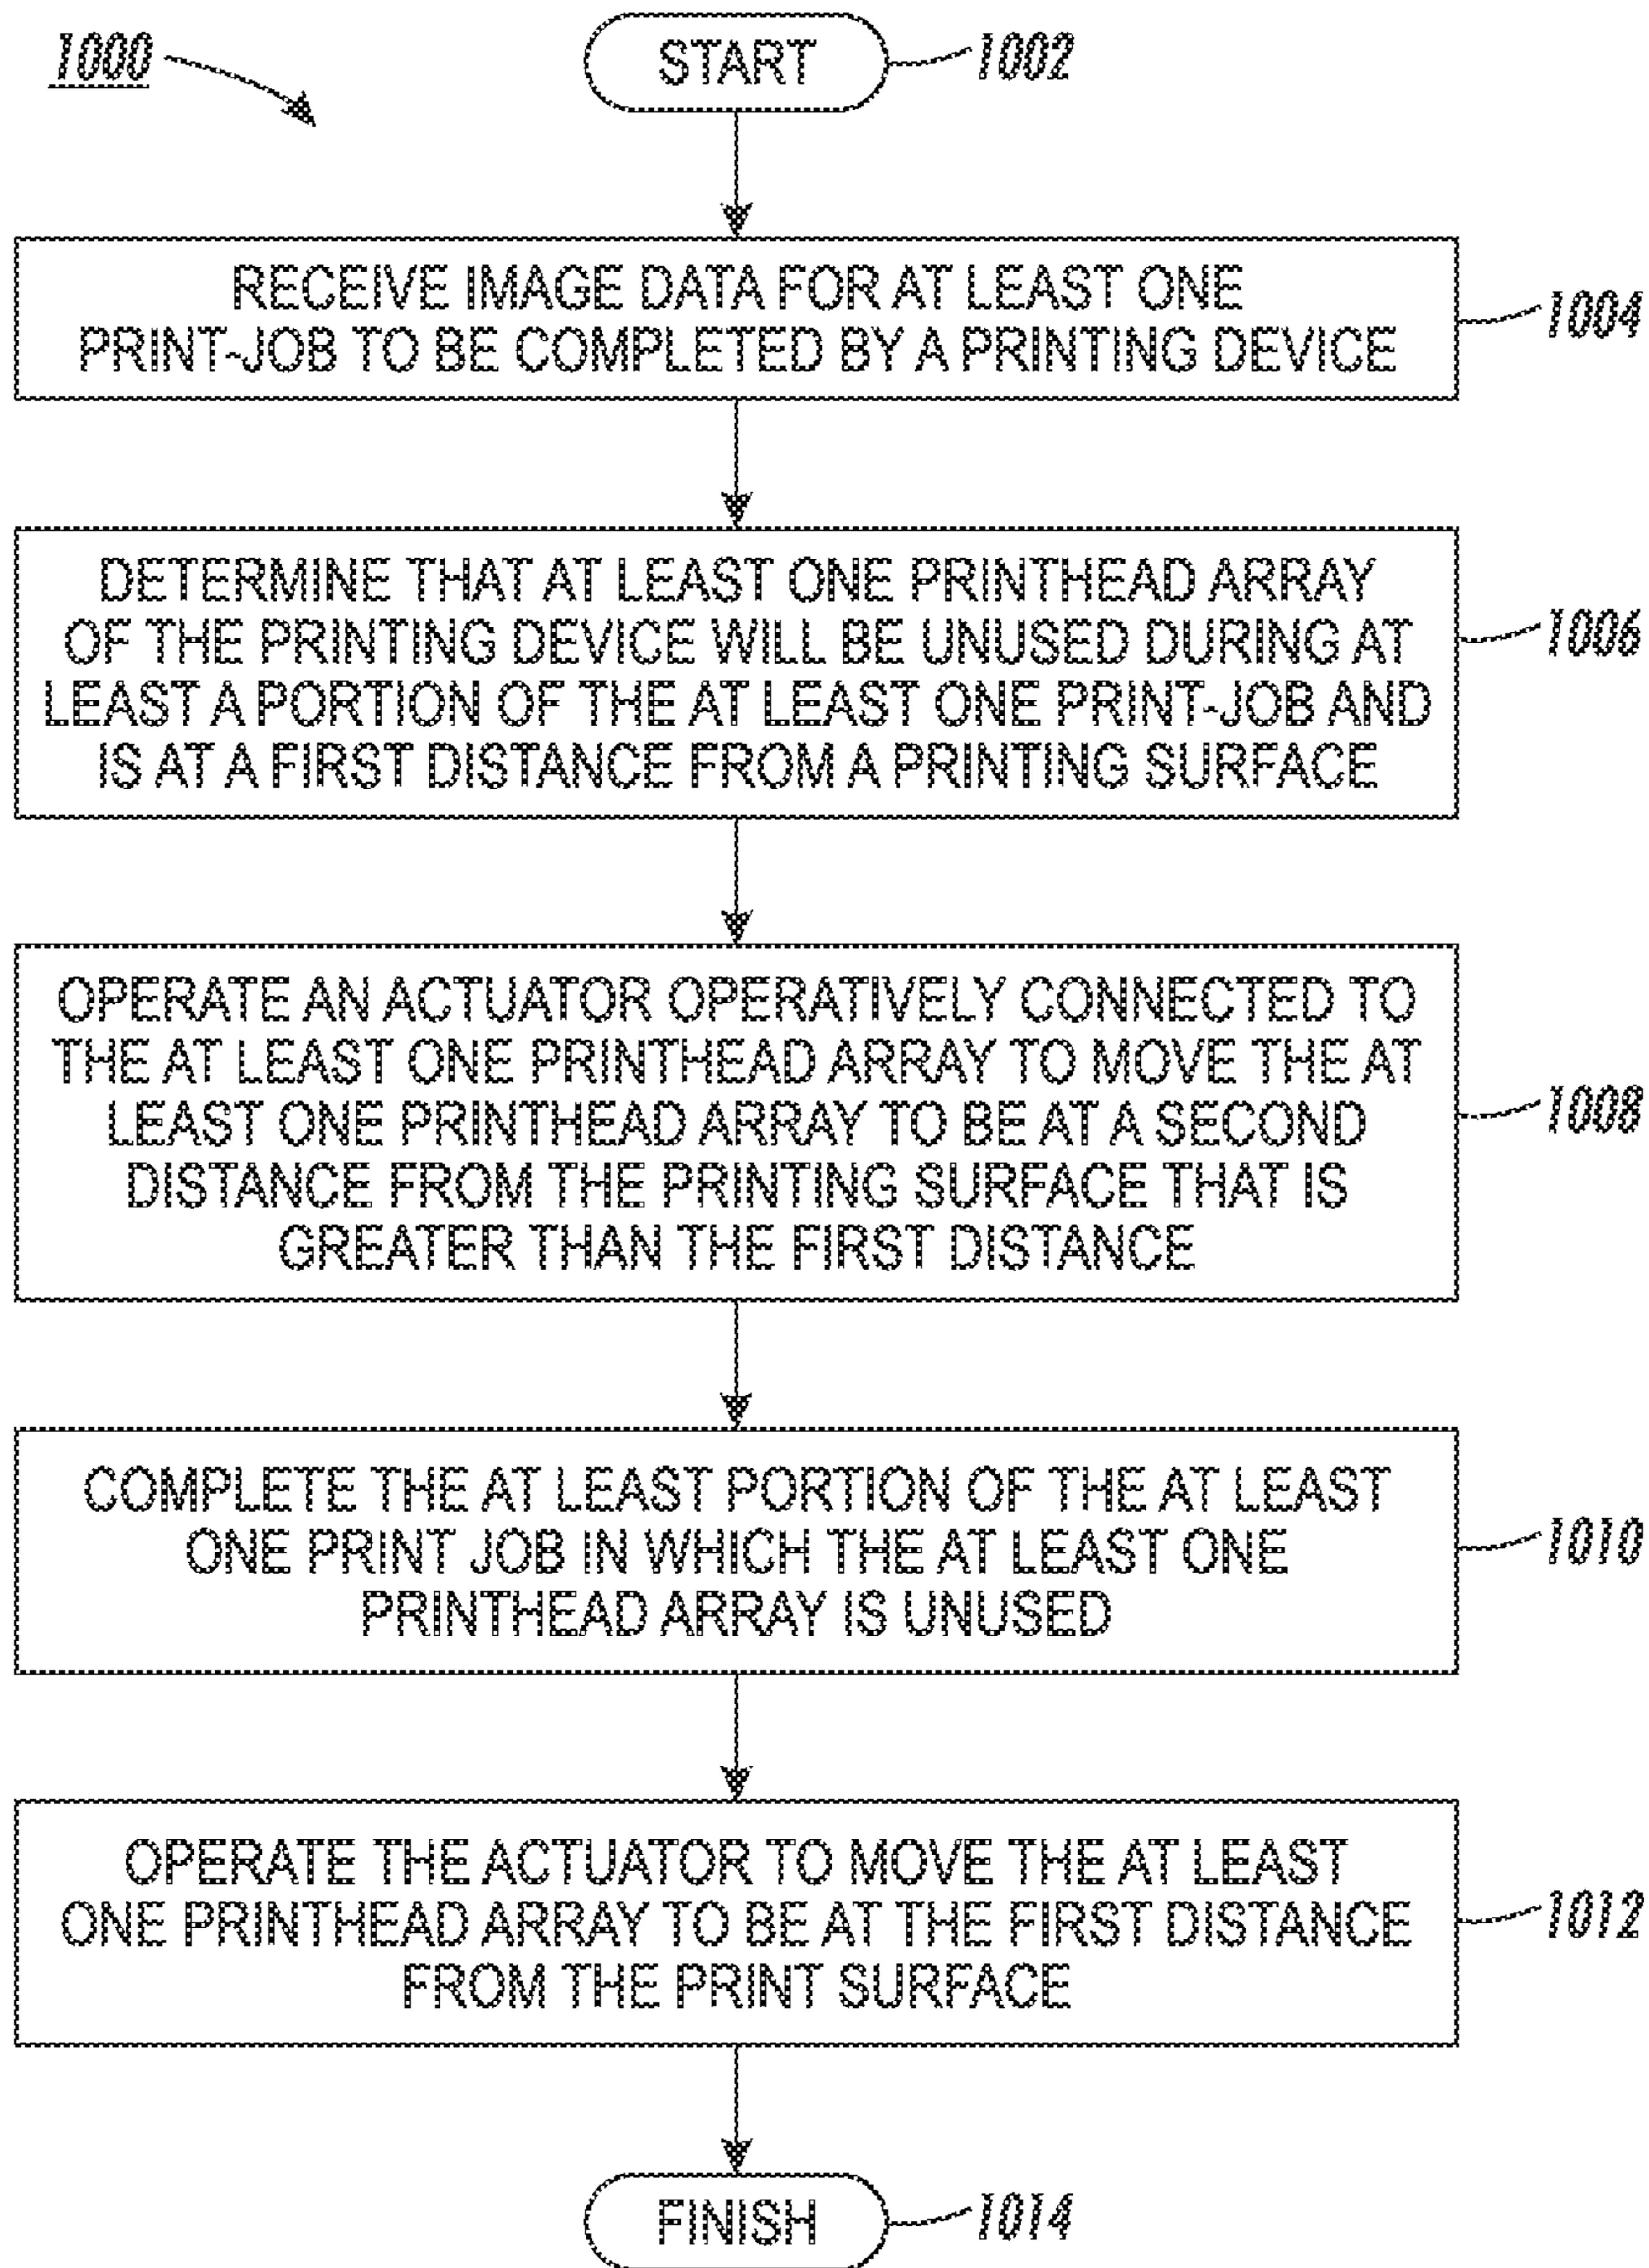 1000
START
1002
RECEIVE IMAGE DATA FOR AT LEAST ONE
PRINT-JOB TO BE COMPLETED BY A PRINTING DEVICE
1004
DETERMINE THAT AT LEAST ONE PRINTHEAD ARRAY
OF THE PRINTING DEVICE WILL BE UNUSED DURING AT
LEAST A PORTION OF THE AT LEAST ONE PRINT-JOB AND
IS AT A FIRST DISTANCE FROM A PRINTING SURFACE
1006
OPERATE AN ACTUATOR OPERATIVELY CONNECTED TO
THE AT LEAST ONE PRINTHEAD ARRAY TO MOVE THE AT
LEAST ONE PRINTHEAD ARRAY TO BE AT A SECOND
DISTANCE FROM THE PRINTING SURFACE THAT IS
GREATER THAN THE FIRST DISTANCE
1008
COMPLETE THE AT LEAST PORTION OF THE AT LEAST
ONE PRINT JOB IN WHICH THE AT LEAST ONE
PRINTHEAD ARRAY IS UNUSED
1010
OPERATE THE ACTUATOR TO MOVE THE AT LEAST
ONE PRINTHEAD ARRAY TO BE AT THE FIRST DISTANCE
FROM THE PRINT SURFACE
1012
FINISH
1014